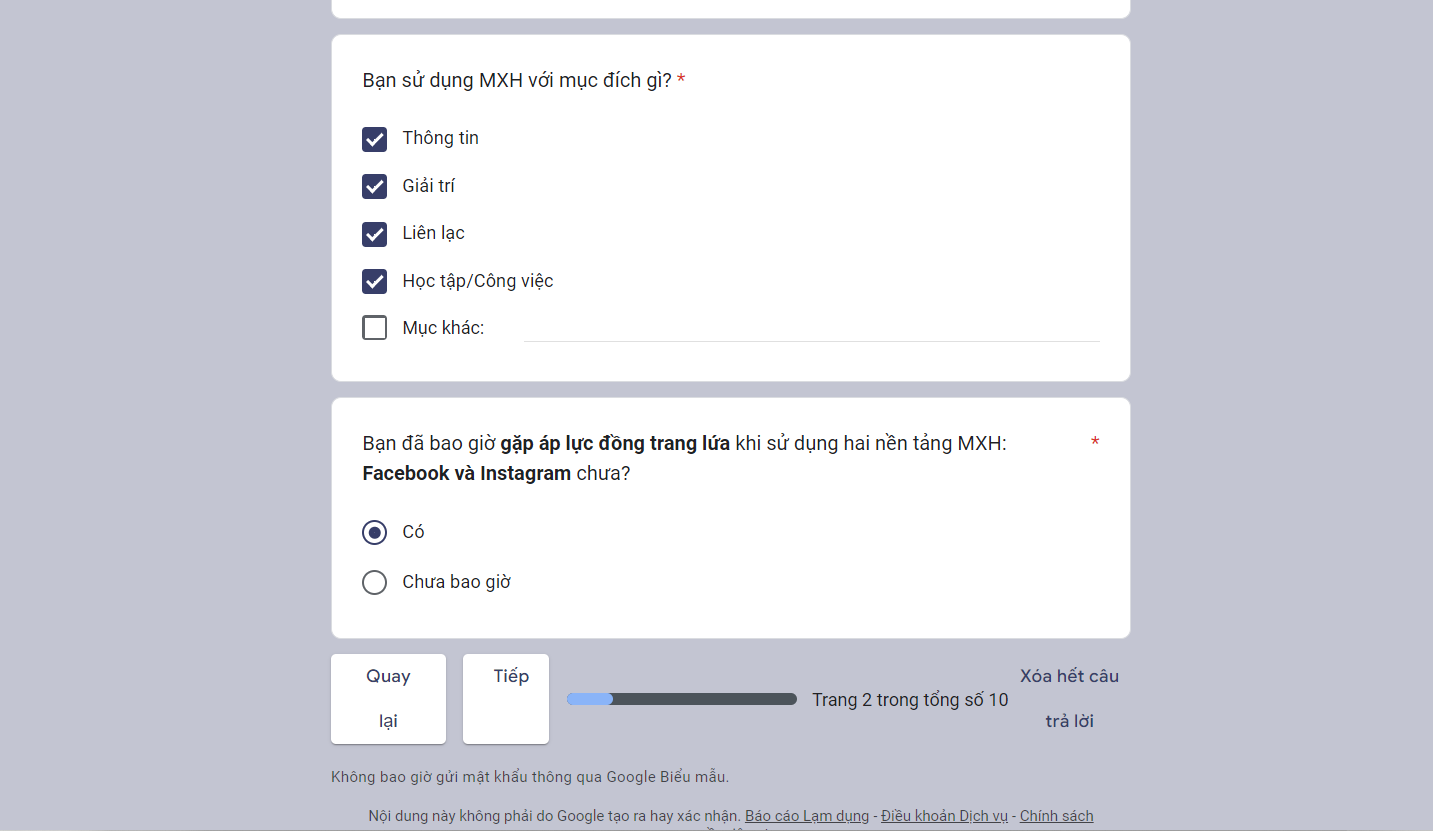 Bạn sử dụng MXH với mục đích gì? *
Thông tin
Giải trí
Liên lạc
Học tập/Công việc
Mục khác:
Bạn đã bao giờ gặp áp lực đồng trang lứa khi sử dụng hai nền tảng MXH: *
Facebook và Instagram chưa?
Có
Chưa bao giờ
Quay
lại
Tiếp
Trang 2 trong tổng số 10
Xóa hết câu
trả lời
Không bao giờ gửi mật khẩu thông qua Google Biểu mẫu.
Nội dung này không phải do Google tạo ra hay xác nhận. Báo cáo Lạm dụng - Điều khoản Dịch vụ - Chính sách